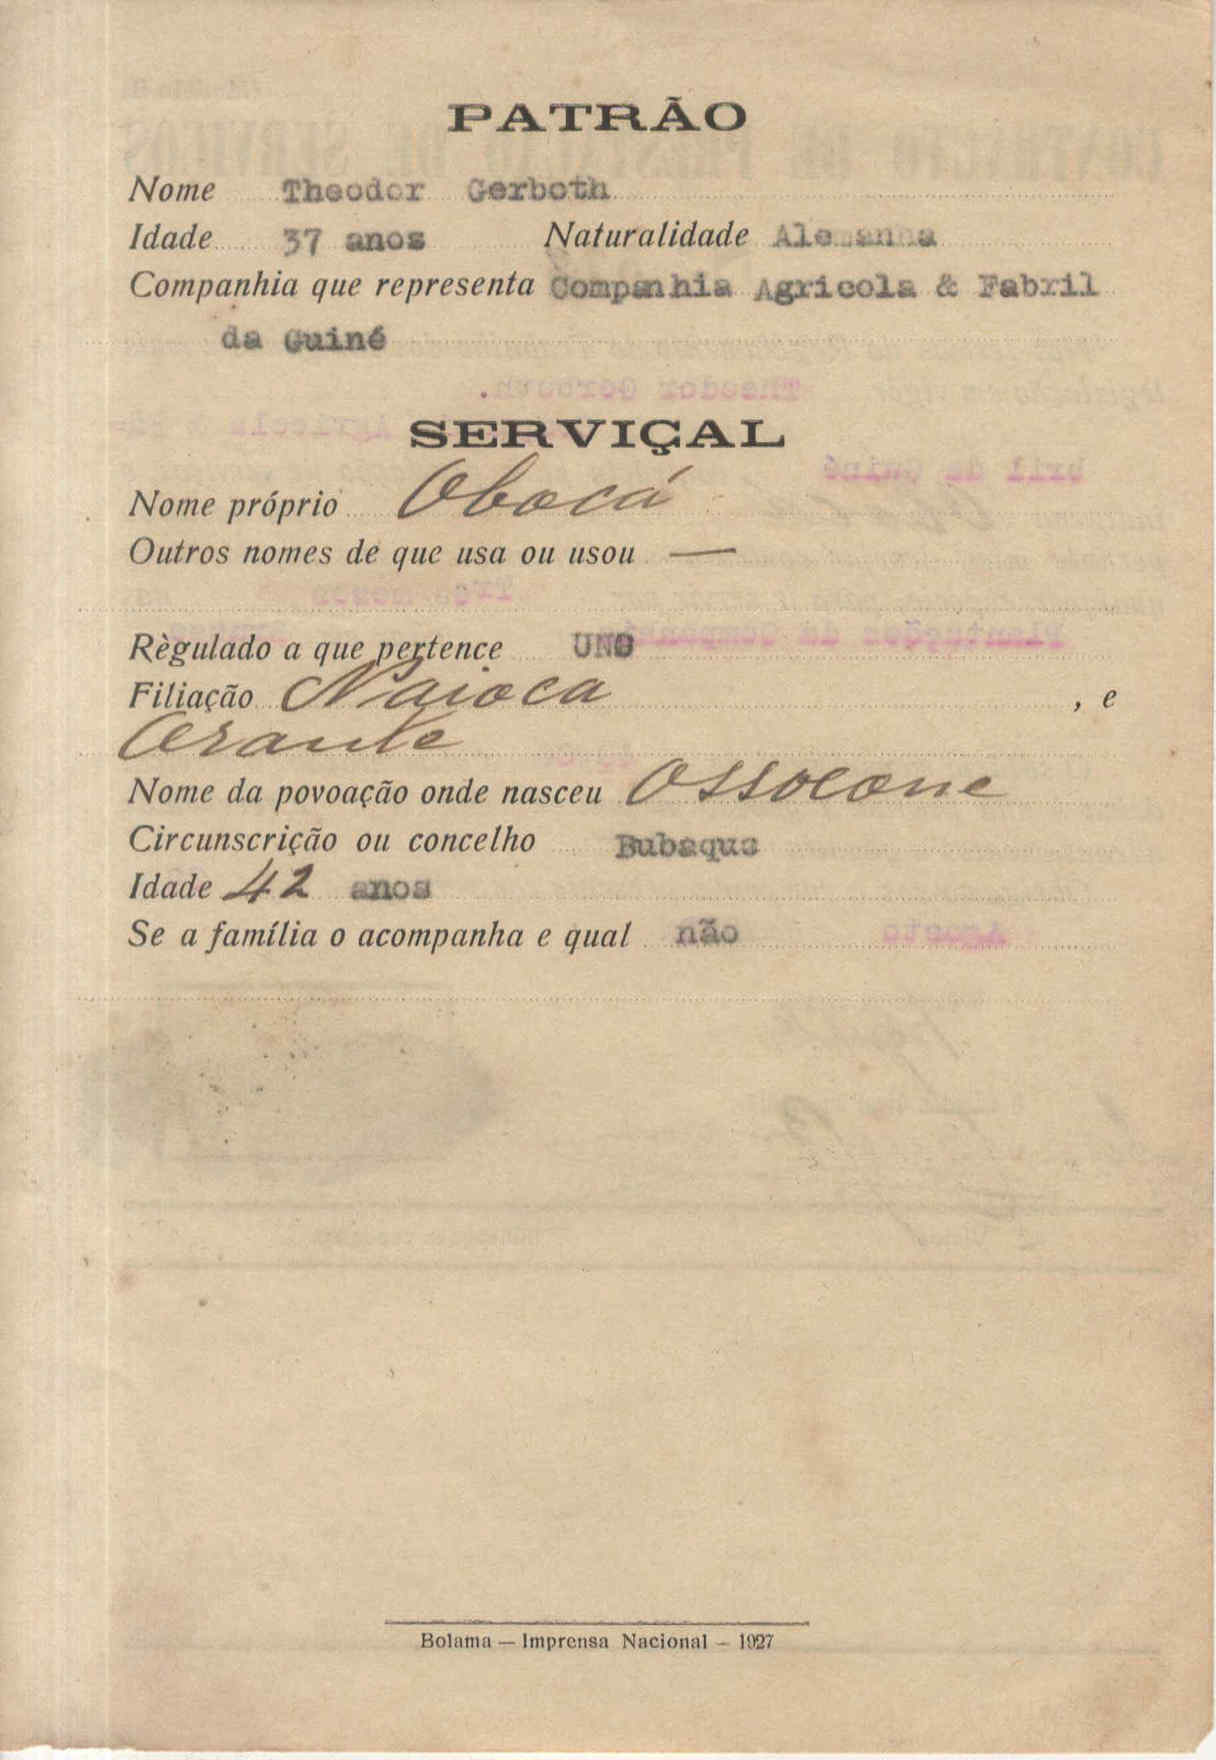 PATRÃO
Nome Theodor Gerboth
Idade 37 anos Naturalidade Alemanha
Companhia que representa Companhia Agricola & Fabril
da Guiné
SERVIÇAL
Nome próprio Obocá
Outros nomes de que usa ou usou —
Règulado a que pertence UNO
Filiação Naioca , e
Nome da povoação onde nasceu
Circunscrição ou concelho Bubaque
Idade 42 anos
Se a família o acompanha e qual não
Bolama — Imprensa Nacional — 1927